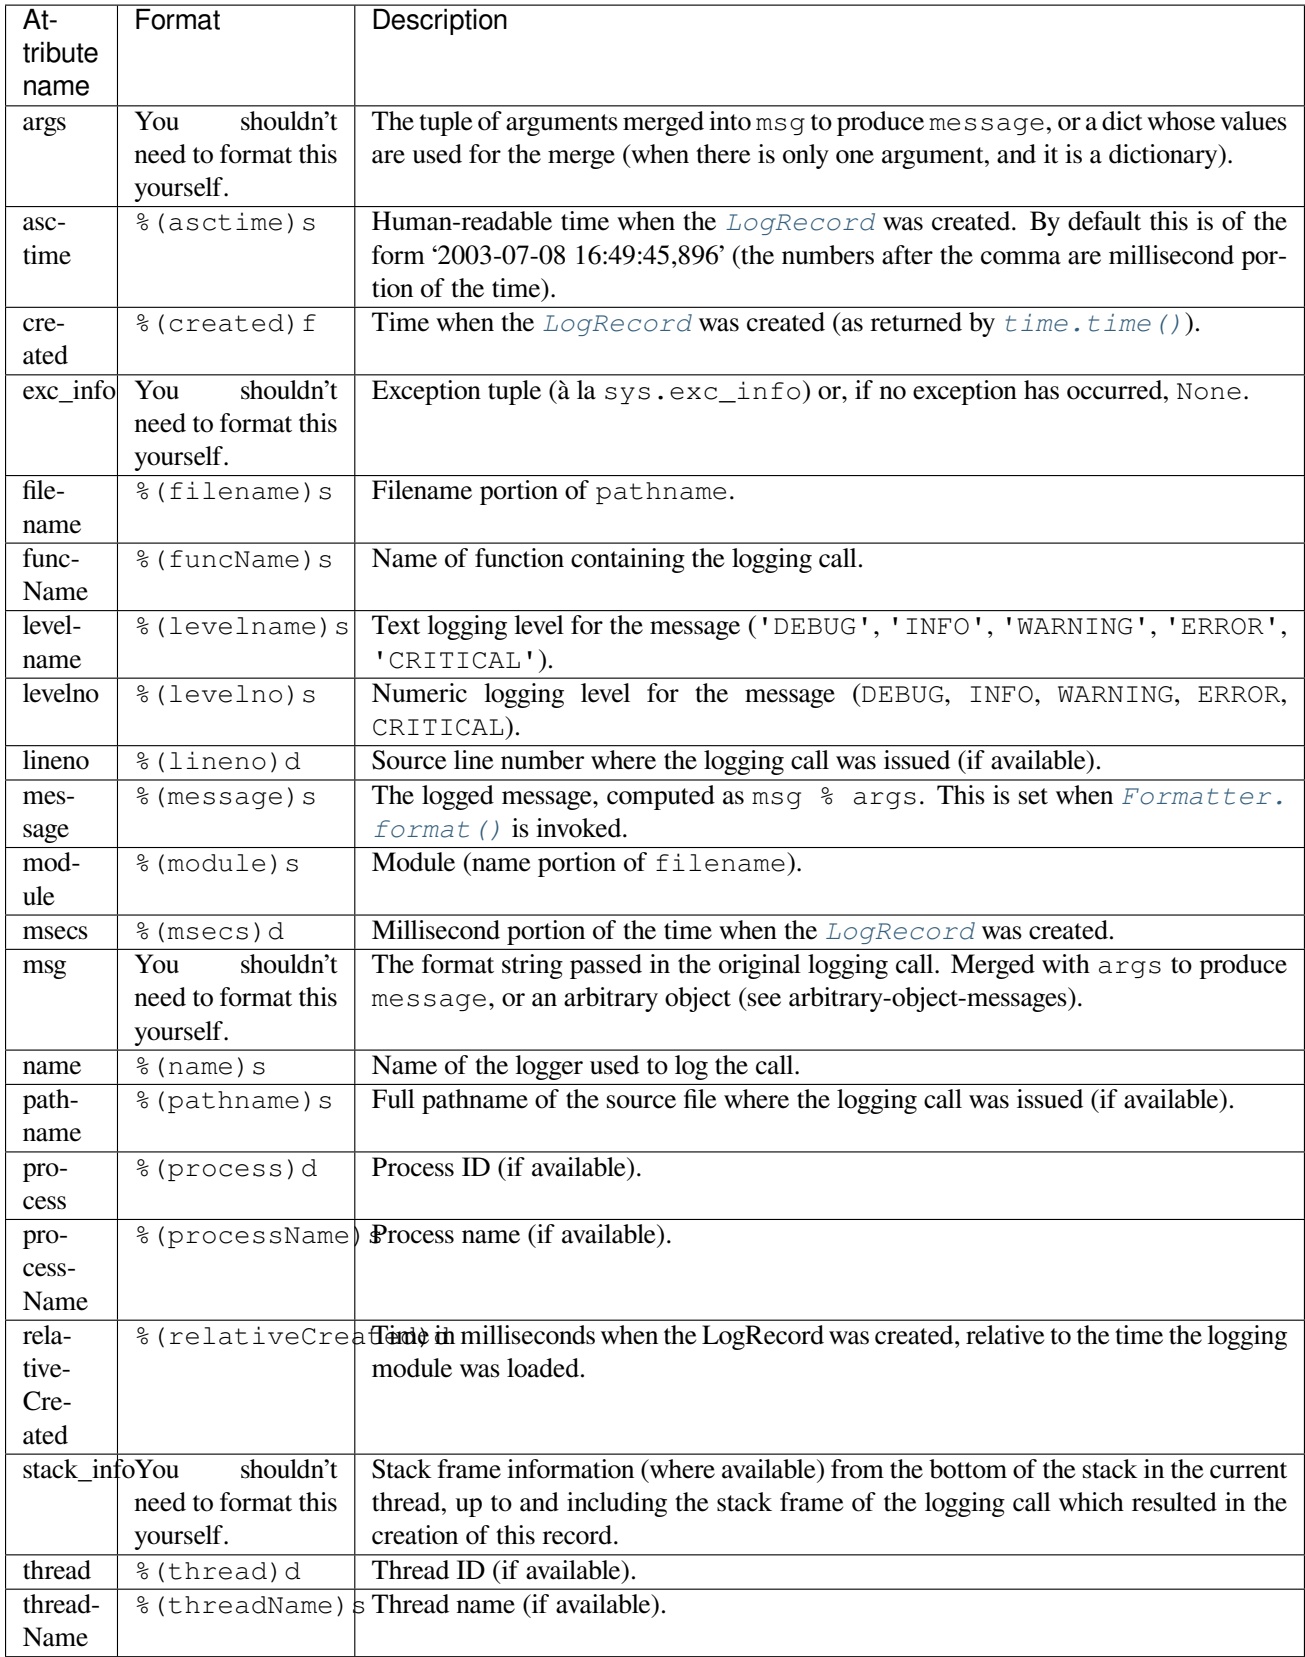 At-
tribute
name
Format
Description
args
You shouldn't
need to format this
yourself.
The tuple of arguments merged into msg to produce message, or a dict whose values
are used for the merge (when there is only one argument, and it is a dictionary).
asc-
time
%(asctime)s
Human-readable time when the LogRecord was created. By default this is of the
form ‘2003-07-08 16:49:45,896’ (the numbers after the comma are millisecond por-
tion of the time).
cre-
ated
%(created)f
Time when the LogRecord was created (as returned by time.time()).
exc_info
You shouldn't
need to format this
yourself.
Exception tuple (à la sys.exc_info) or, if no exception has occurred, None.
file-
name
%(filename)s
Filename portion of pathname.
func-
Name
%(funcName)s
Name of function containing the logging call.
level-
name
%(levelname)s
Text logging level for the message ('DEBUG', 'INFO', 'WARNING', 'ERROR',
'CRITICAL').
levelno
%(levelno)s
Numeric logging level for the message (DEBUG, INFO, WARNING, ERROR,
CRITICAL).
lineno
%(lineno)d
Source line number where the logging call was issued (if available).
mes-
sage
%(message)s
The logged message, computed as msg % args. This is set when Formatter.
format() is invoked.
mod-
ule
%(module)s
Module (name portion of filename).
msecs
%(msecs)d
Millisecond portion of the time when the LogRecord was created.
msg
You shouldn't
need to format this
yourself.
The format string passed in the original logging call. Merged with args to produce
message, or an arbitrary object (see arbitrary-object-messages).
name
%(name)s
Name of the logger used to log the call.
path-
name
%(pathname)s
Full pathname of the source file where the logging call was issued (if available).
pro-
cess
%(process)d
Process ID (if available).
pro-
cess-
Name
%(processName)s
Process name (if available).
rela-
tive-
Cre-
ated
%(relativeCreated)d
Time in milliseconds when the LogRecord was created, relative to the time the logging
module was loaded.
stack_info
You shouldn't
need to format this
yourself.
Stack frame information (where available) from the bottom of the stack in the current
thread, up to and including the stack frame of the logging call which resulted in the
creation of this record.
thread
%(thread)d
Thread ID (if available).
thread-
Name
%(threadName)s
Thread name (if available).